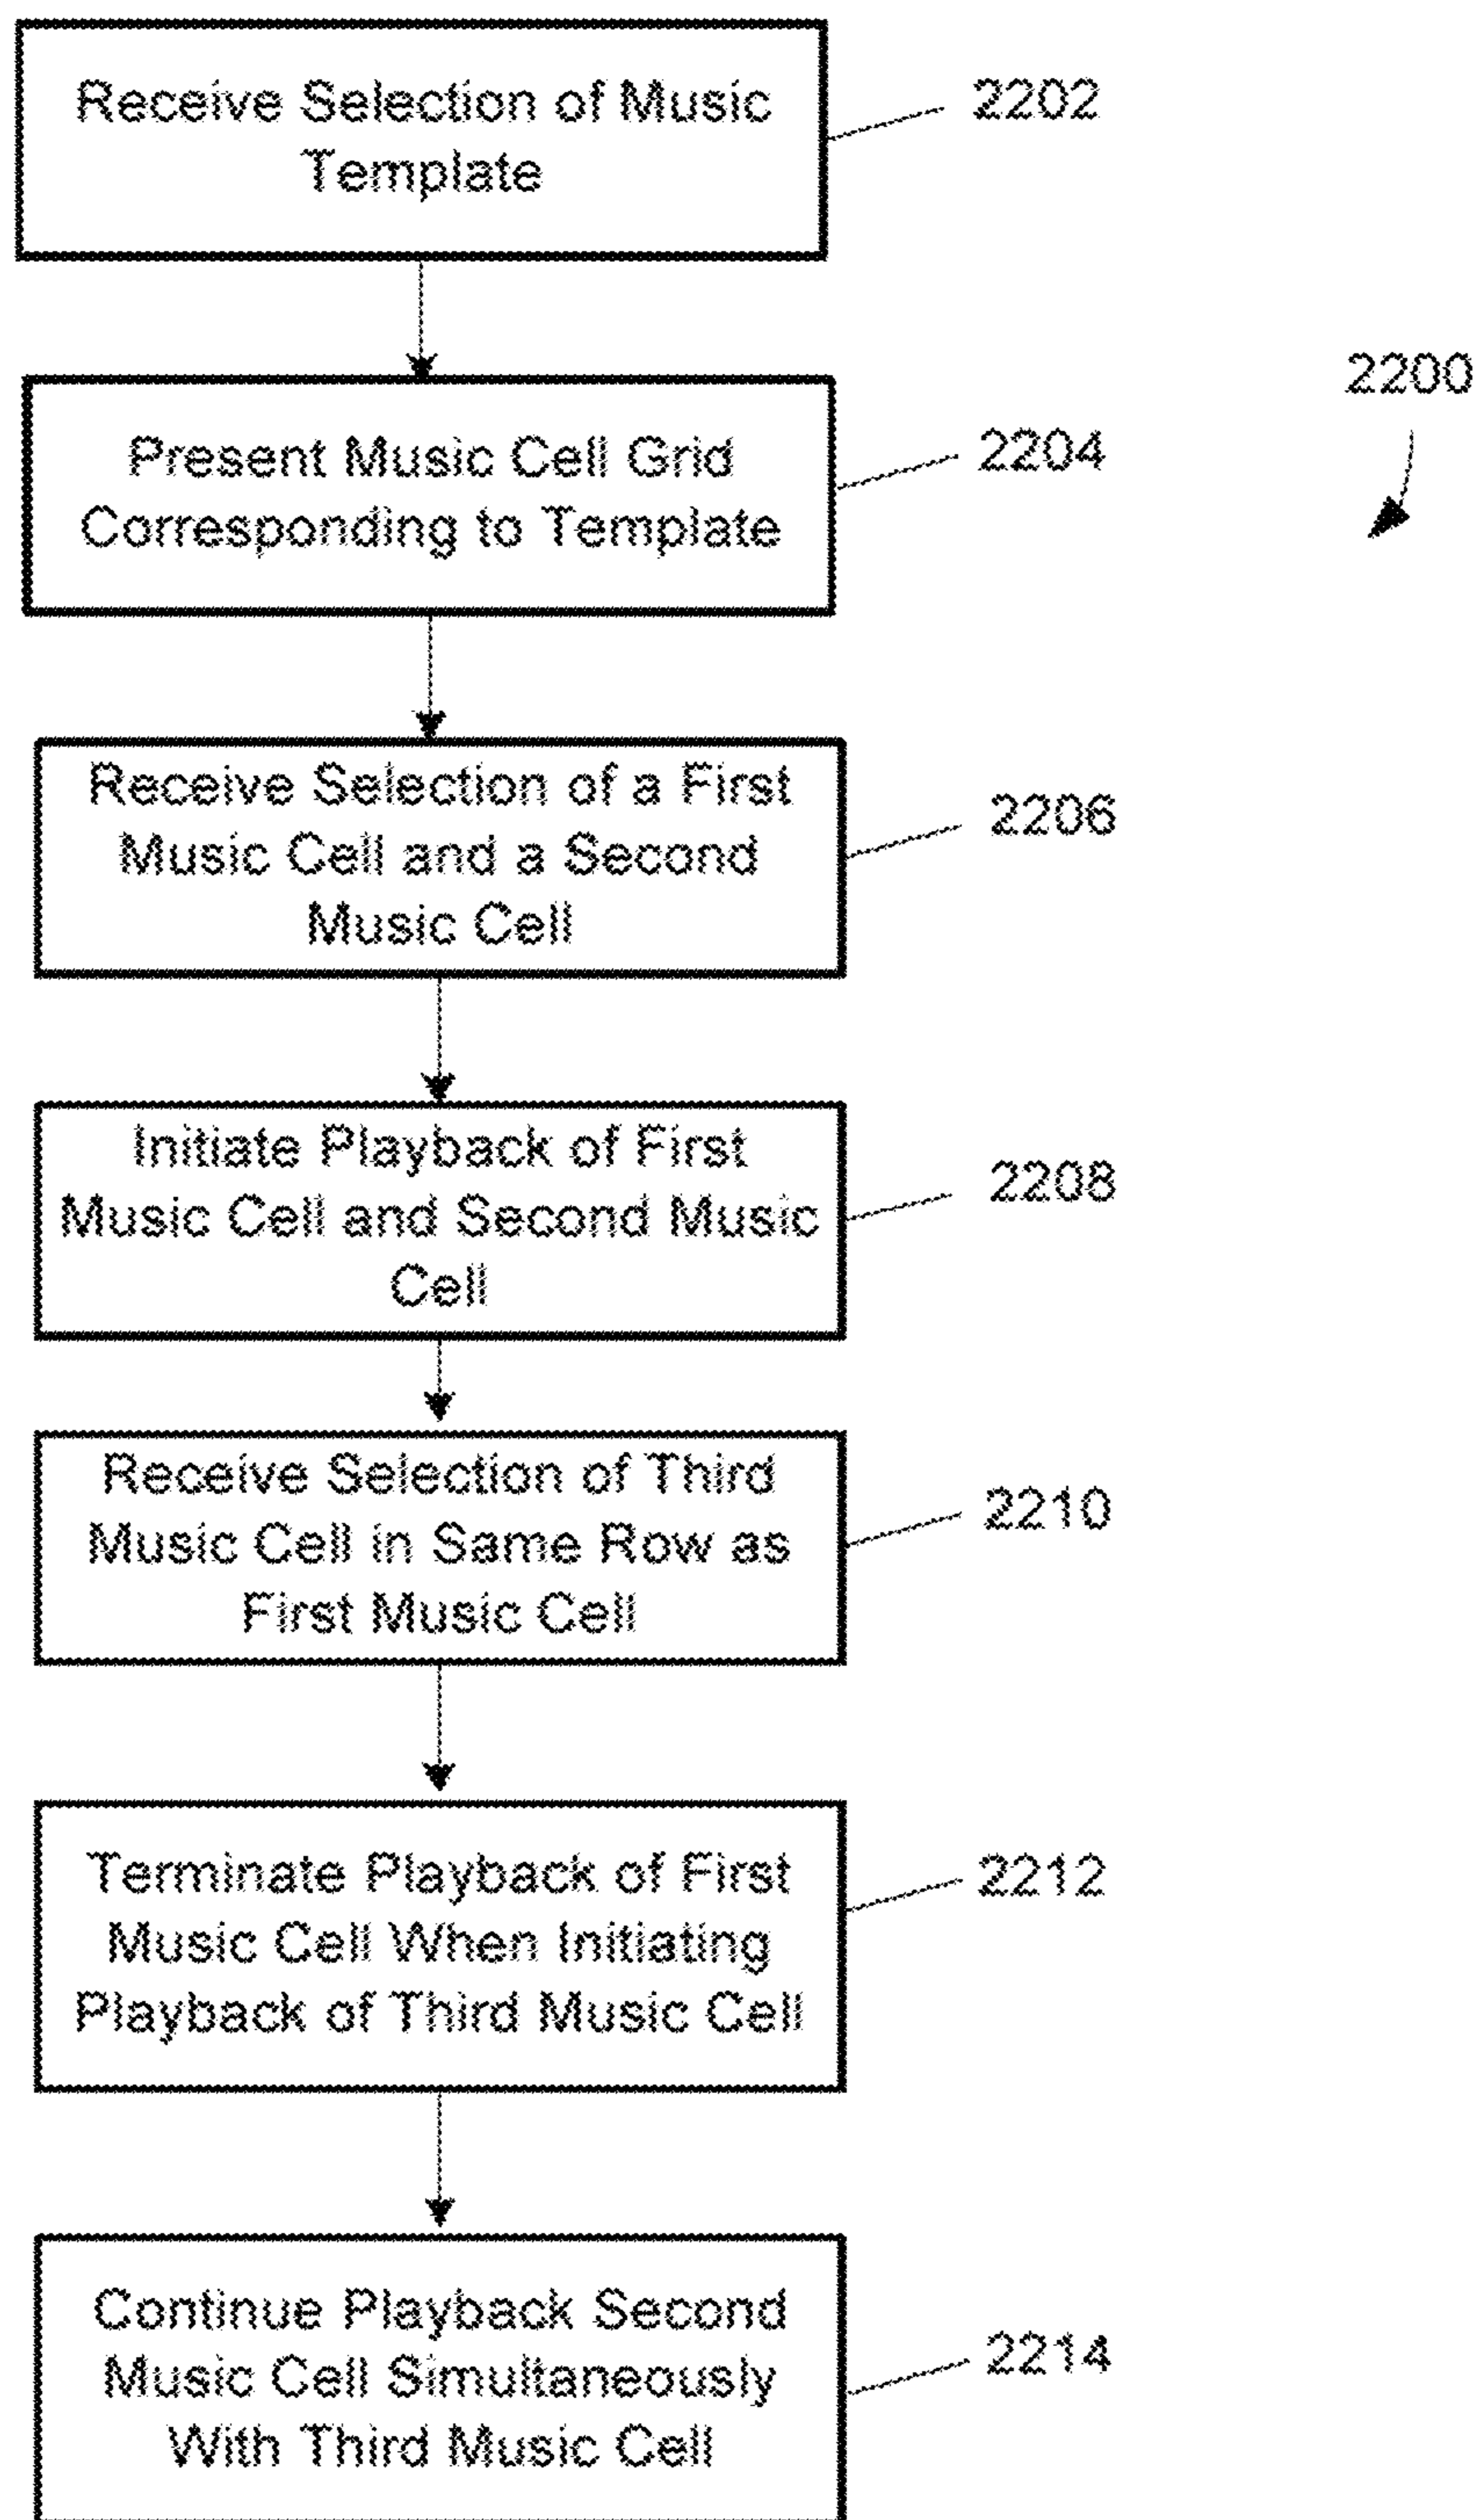 Receive Selection of Music
Template
2202
2200
Present Music Cell Grid
Corresponding to Template
2204
Receive Selection of a First
Music Cell and a Second
Music Cell
2206
Initiate Playback of First
Music Cell and Second Music
Cell
2208
Receive Selection of Third
Music Cell in Same Row as
First Music Cell
2210
Terminate Playback of First
Music Cell When Initiating
Playback of Third Music Cell
2212
Continue Playback Second
Music Cell Simultaneously
With Third Music Cell
2214